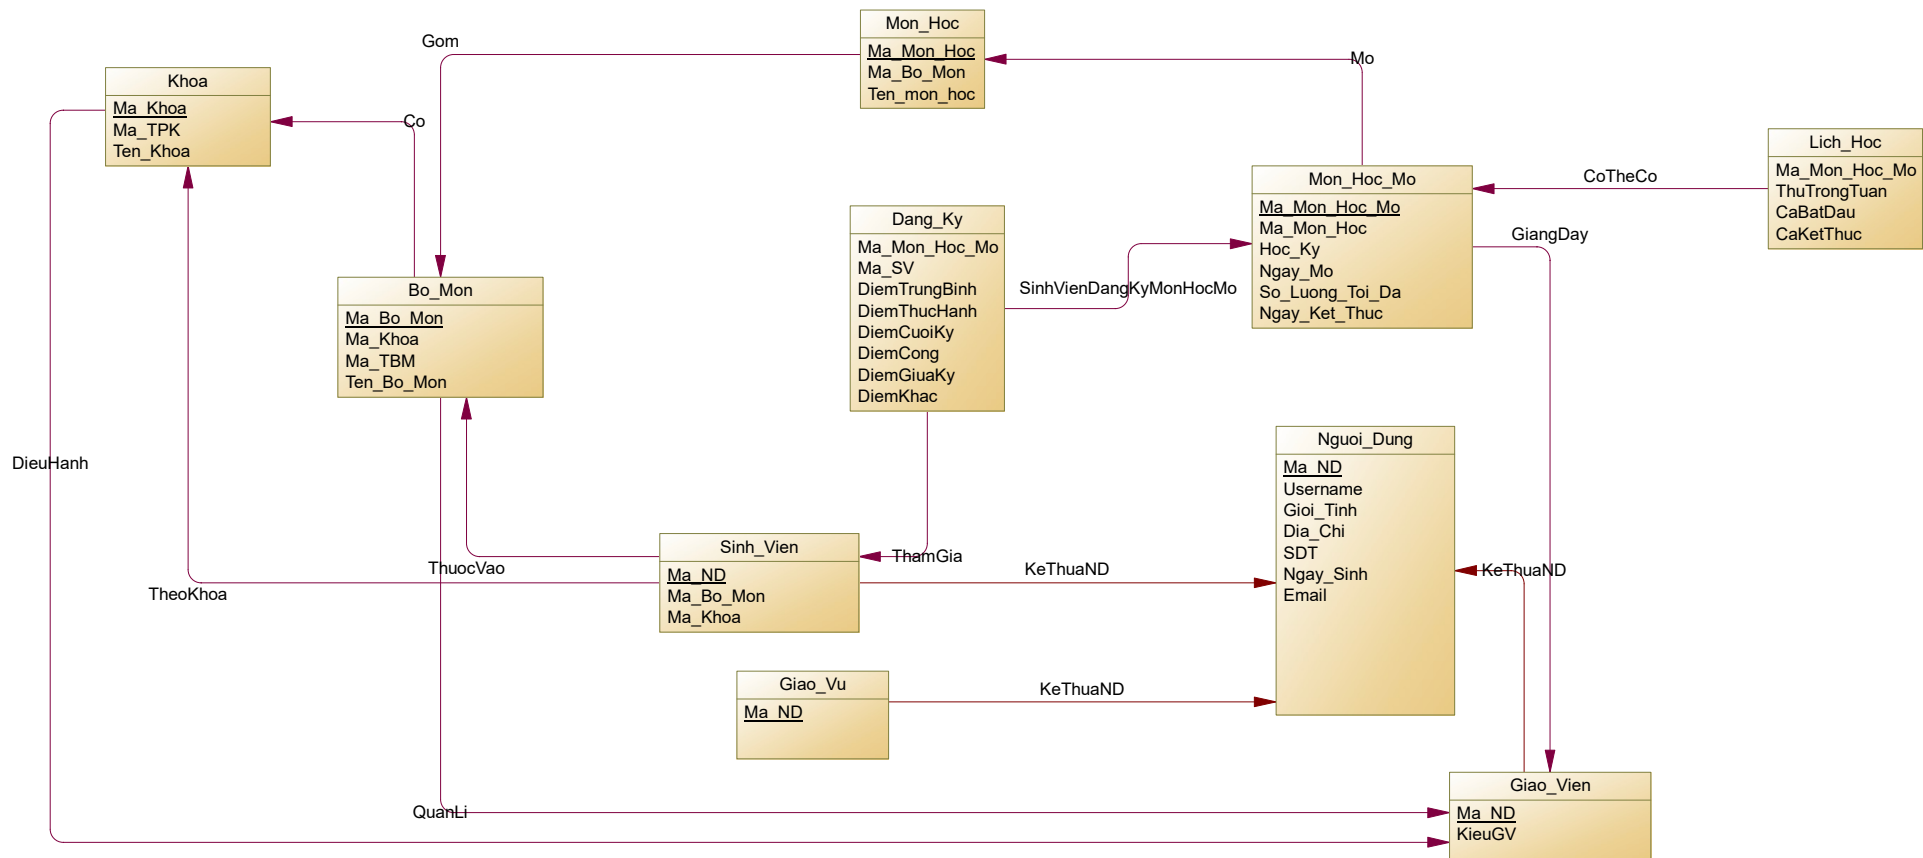 Mon_Hoc
Ma_Mon_Hoc
Ma_Bo_Mon
Ten_mon_hoc
Gom
Mo
Khoa
Ma_Khoa
Ma_TPK
Ten_Khoa
Co
Lich_Hoc
Ma_Mon_Hoc_Mo
ThuTrongTuan
CaBatDau
CaKetThuc
CoTheCo
Mon_Hoc_Mo
Ma_Mon_Hoc_Mo
Ma_Mon_Hoc
Hoc_Ky
Ngay_Mo
So_Luong_Toi_Da
Ngay_Ket_Thuc
GiangDay
Dang_Ky
Ma_Mon_Hoc_Mo
Ma_SV
DiemTrungBinh
DiemThucHanh
DiemCuoiKy
DiemCong
DiemGiuaKy
DiemKhac
SinhVienDangKyMonHocMo
Bo_Mon
Ma_Bo_Mon
Ma_Khoa
Ma_TBM
Ten_Bo_Mon
DieuHanh
Nguoi_Dung
Ma_ND
Username
Gioi_Tinh
Dia_Chi
SDT
Ngay_Sinh
Email
Sinh_Vien
Ma_ND
Ma_Bo_Mon
Ma_Khoa
ThamGia
ThuocVao
TheoKhoa
KeThuaND
KeThuaND
Giao_Vu
Ma_ND
KeThuaND
Giao_Vien
Ma_ND
KieuGV
QuanLi